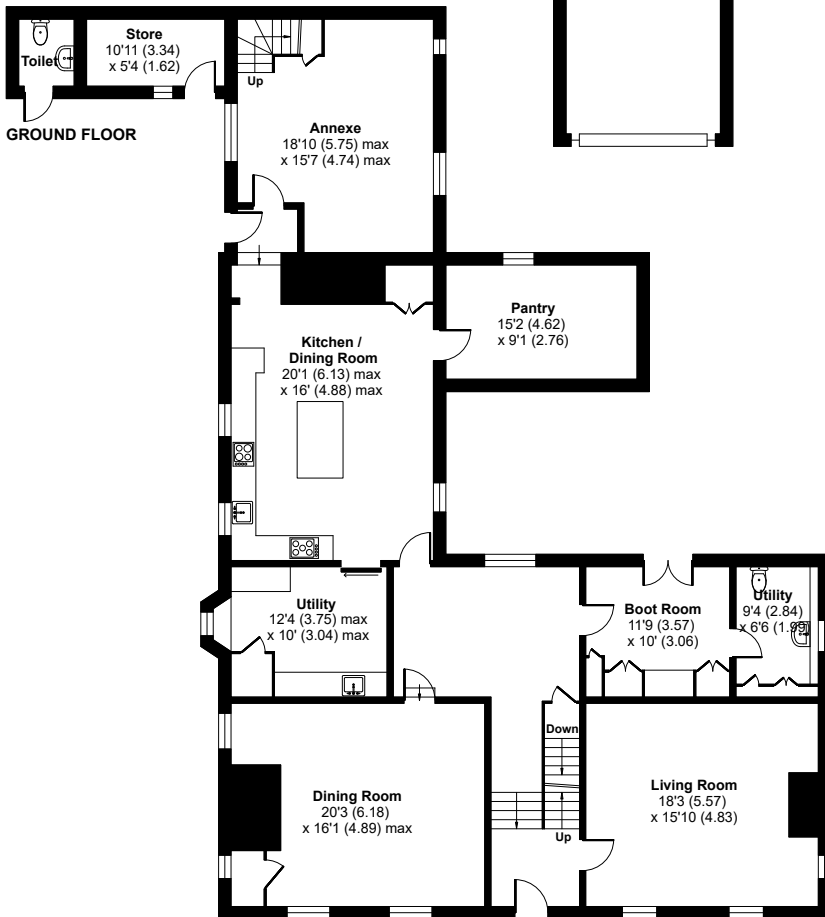 Store
10'11 (3.34)
x 5'4 (1.62)
Toilet
Up
GROUND FLOOR
Annexe
18'10 (5.75) max
x 15'7 (4.74) max
Pantry
15'2 (4.62)
x 9'1 (2.76)
Kitchen /
Dining Room
20'1 (6.13) max
x 16' (4.88) max
Utility
12'4 (3.75) max
x 10' (3.04) max
Boot Room
11'9 (3.57)
x 10' (3.06)
Utility
9'4 (2.84)
x 6'6 (1.99)
Down
Dining Room
20'3 (6.18)
x 16'1 (4.89) max
Living Room
18'3 (5.57)
x 15'10 (4.83)
Up